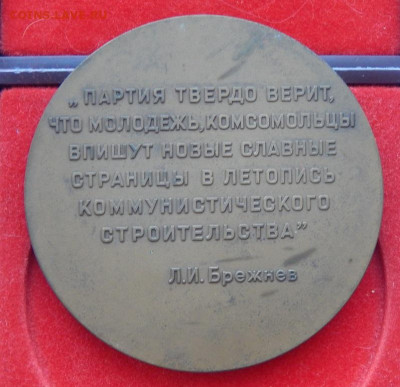 „ПАРТИЯ ТВЕРДО ВЕРИТ,
ЧТО МОЛОДЕЖЬ,КОМСОМОЛЬЦЫ
ВПИШУТ НОВЫЕ СЛАВНЫЕ
СТРАНИЦЫ В ЛЕТОПИСЬ
КОММУНИСТИЧЕСКОГО
СТРОИТЕЛЬСТВА”
Л.И. Брежнев